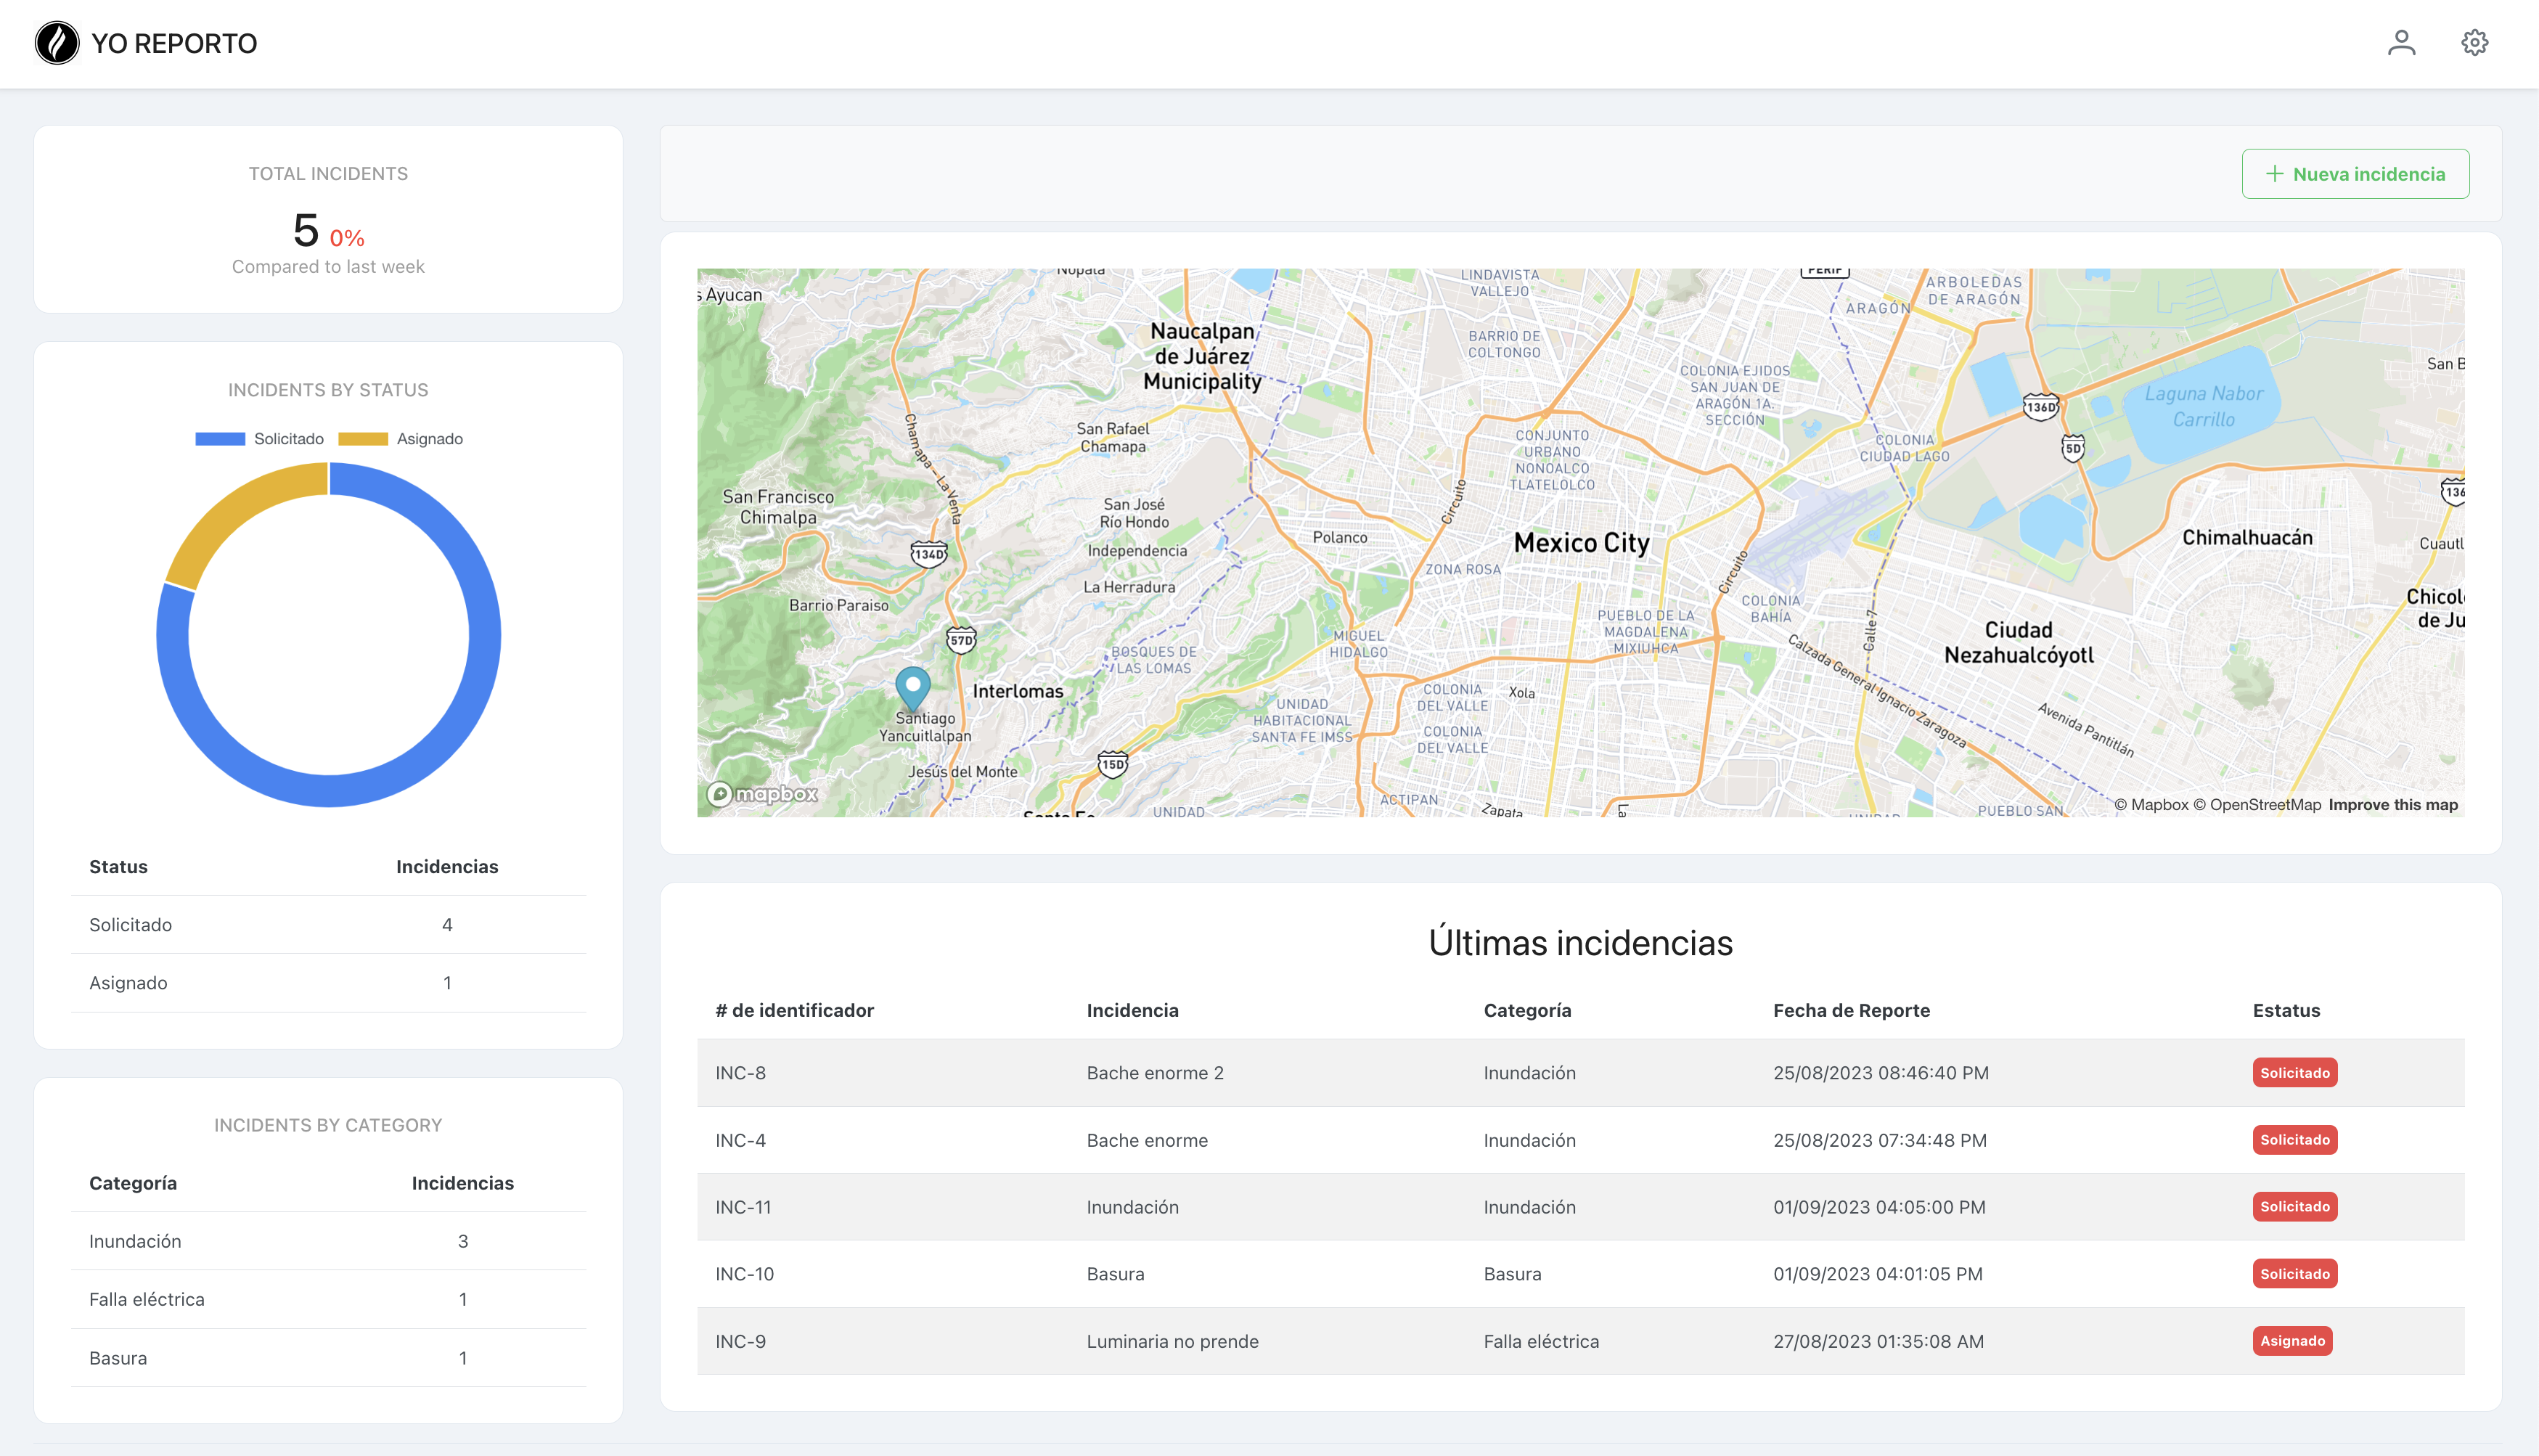 YO REPORTO
TOTAL INCIDENTS
5 0%
Compared to last week
INCIDENTS BY STATUS
Solicitado Asignado
Status Incidencias
Solicitado 4
Asignado 1
INCIDENTS BY CATEGORY
Categoría Incidencias
Inundación 3
Falla eléctrica 1
Basura 1
+ Nueva incidencia
Nopala
s Ayucan
LINDAVISTA
VALLEJO
PERIF
ARBOLEDAS
DE ARAGÓN
ARAGÓN
Naucalpan
de Juárez
Municipality
BARRIO DE
COLTONGO
COLONIA EJIDOS
SAN JUAN DE
ARAGÓN 1A.
SECCIÓN
San B
Laguna Nabor
Carrillo
136D
5D
136
Chamapa - La Venta
San Rafael
Chamapa
CONJUNTO
URBANO
NONOALCO
TLATELOLCO
COLONIA
CIUDAD LAGO
San Francisco
Chimalpa
San José
Río Hondo
Circuito
134D
Independencia
Polanco
Mexico City
Chimalhuacán
Cuautl
La Herradura
ZONA ROSA
Circuito
Barrio Paraiso
COLONIA
BAHÍA
Chicol
de Ju
57D
PUEBLO DE LA
MAGDALENA
MIXIUHCA
Calle 7
Ciudad
Nezahualcóyotl
MIGUEL
HIDALGO
BOSQUES DE
LAS LOMAS
Calzada General Ignacio Zaragoza
Interlomas
COLONIA
DEL VALLE
Xola
Santiago
Yancuitlalpan
UNIDAD
HABITACIONAL
SANTA FE IMSS
Avenida Pantitlán
COLONIA
DEL VALLE
15D
Jesús del Monte
mapbox
ACTIPAN
Santa Fe
UNIDAD
Zapata
La
UNIDAD
PUEBLO SAN
© Mapbox © OpenStreetMap Improve this map
Últimas incidencias
# de identificador Incidencia Categoría Fecha de Reporte Estatus
INC-8 Bache enorme 2 Inundación 25/08/2023 08:46:40 PM Solicitado
INC-4 Bache enorme Inundación 25/08/2023 07:34:48 PM Solicitado
INC-11 Inundación Inundación 01/09/2023 04:05:00 PM Solicitado
INC-10 Basura Basura 01/09/2023 04:01:05 PM Solicitado
INC-9 Luminaria no prende Falla eléctrica 27/08/2023 01:35:08 AM Asignado